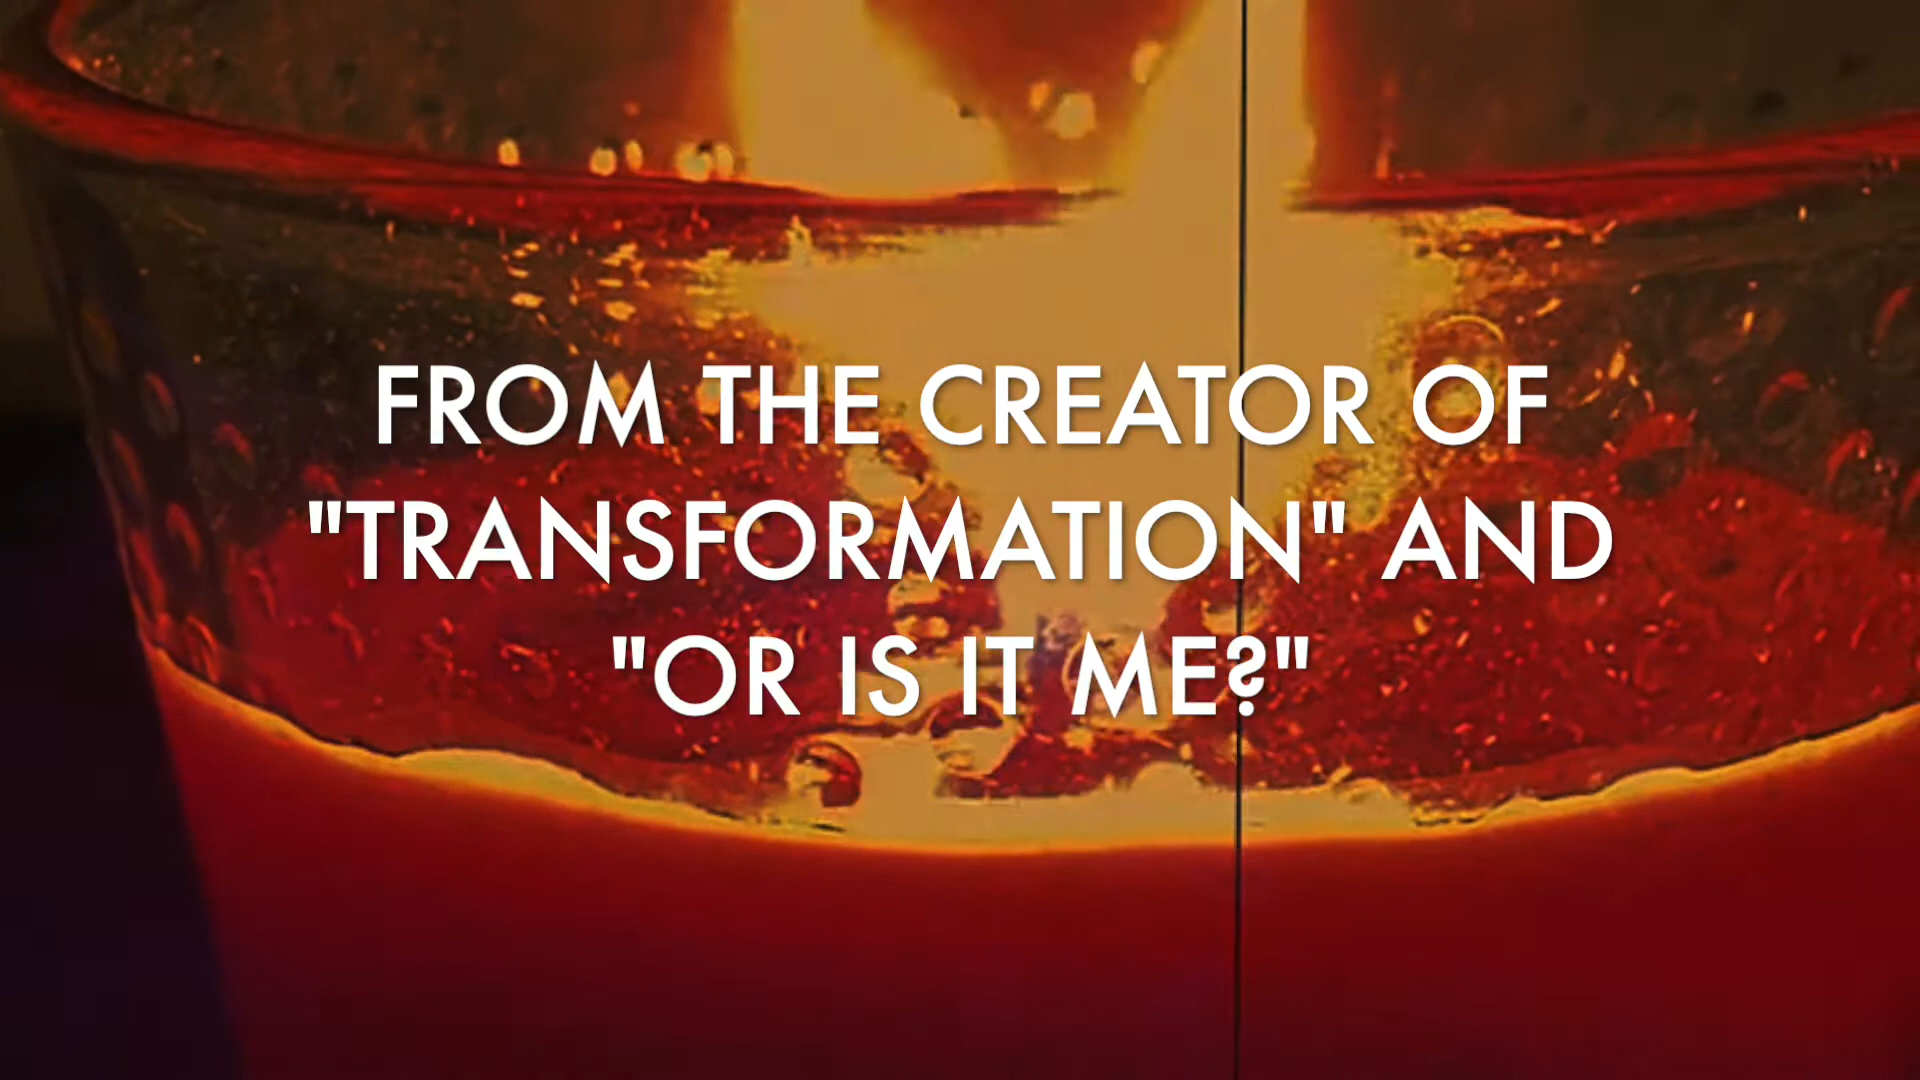 FROM THE CREATOR OF
"TRANSFORMATION" AND
"OR IS IT ME?"